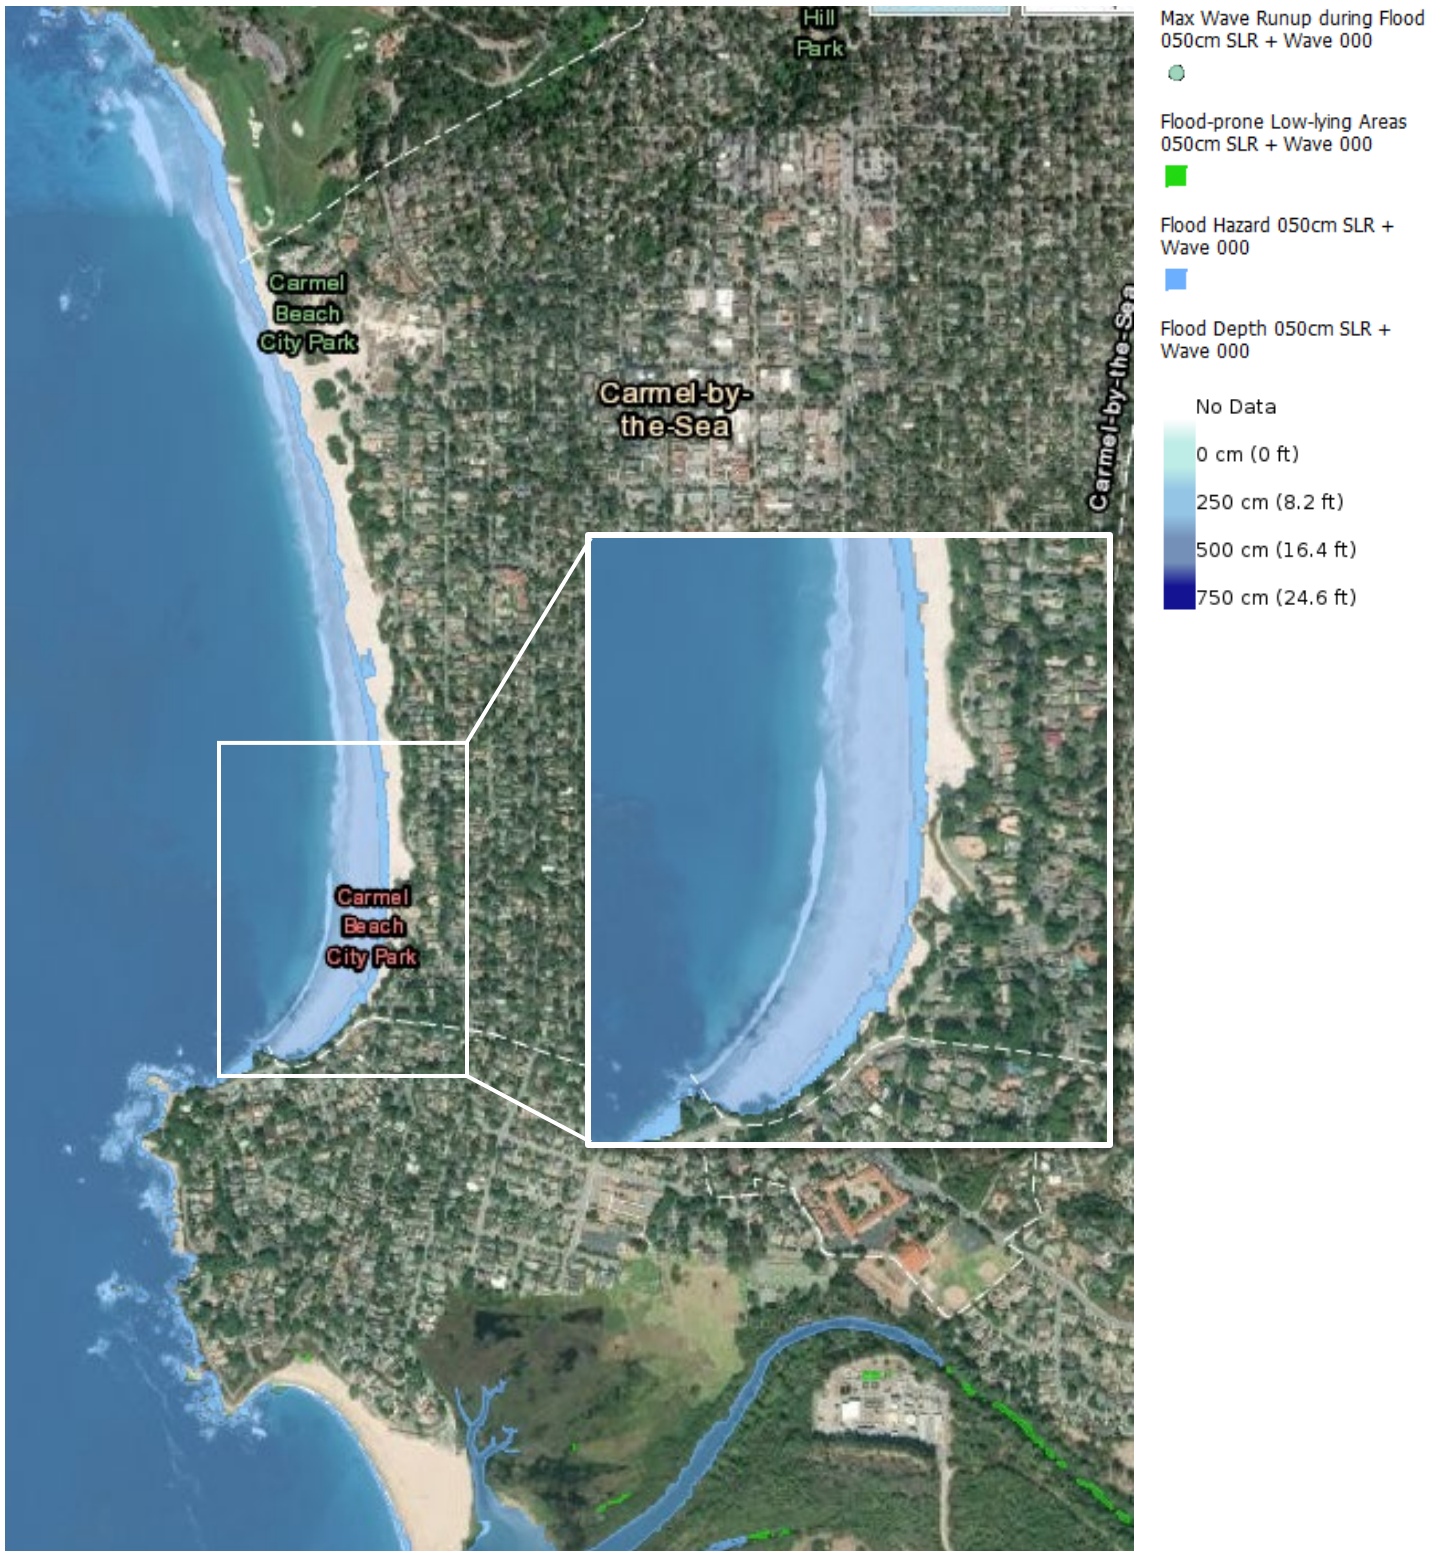 Hill
Park
Carmel
Beach
City Park
Carmel-by-
the-Sea
Carmel-by-the-Sea
Carmel
Beach
City Park
Max Wave Runup during Flood
050cm SLR + Wave 000
Flood-prone Low-lying Areas
050cm SLR + Wave 000
Flood Hazard 050cm SLR +
Wave 000
Flood Depth 050cm SLR +
Wave 000
No Data
0 cm (0 ft)
250 cm (8.2 ft)
500 cm (16.4 ft)
750 cm (24.6 ft)